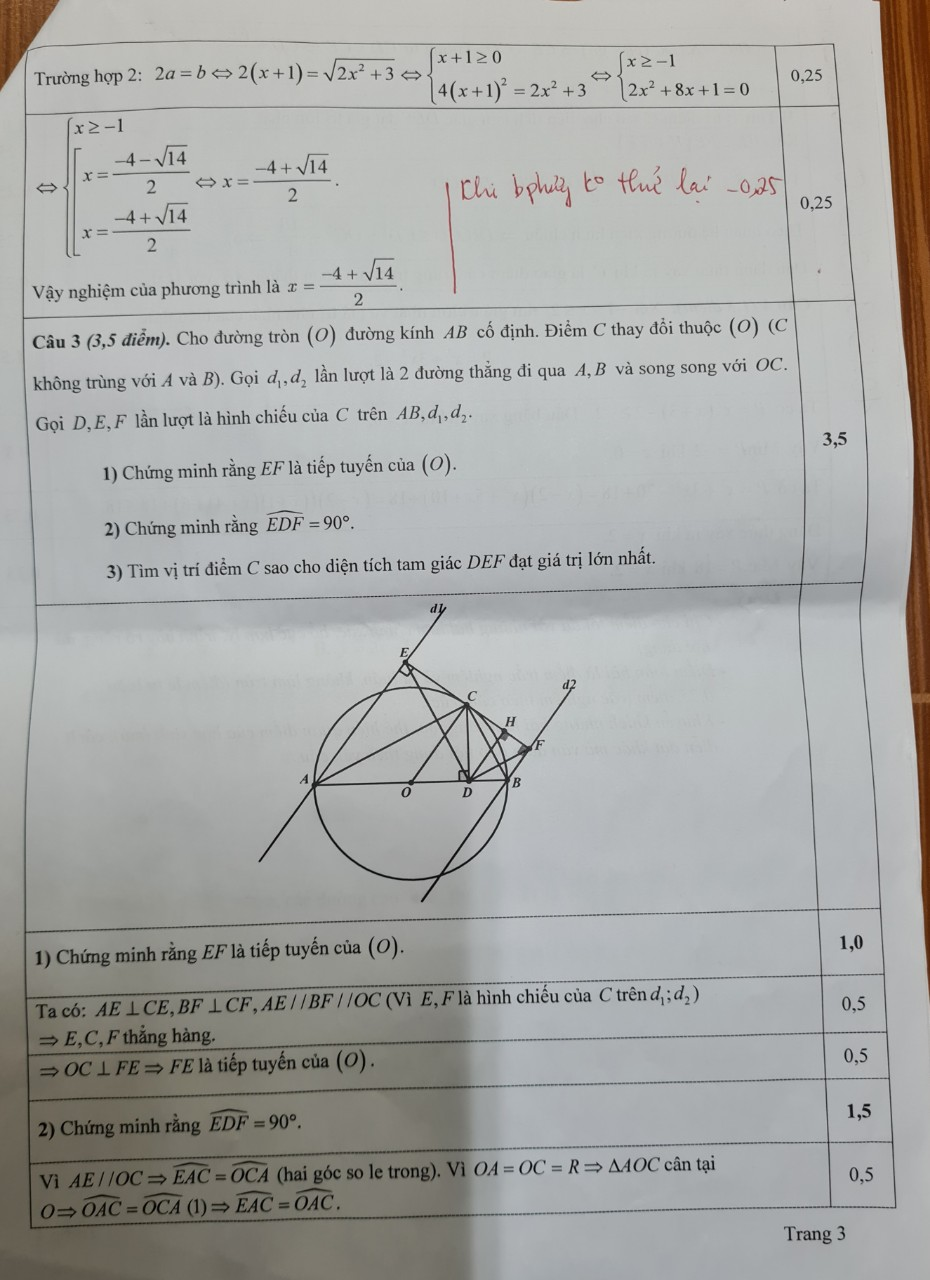 Trường hợp 2: 2a = b ⇔ 2(x+1) = √(2x² + 3) ⇔ { x + 1 ≥ 0; 4(x+1)² = 2x² + 3 ⇔ { x ≥ −1; 2x² + 8x + 1 = 0
0,25
⇔ { x ≥ −1; [ x = (−4 − √14)/2; x = (−4 + √14)/2 ⇔ x = (−4 + √14)/2 .
Khi bphương ko thử lại −0,25
0,25
Vậy nghiệm của phương trình là x = (−4 + √14)/2 .
Câu 3 (3,5 điểm). Cho đường tròn (O) đường kính AB cố định. Điểm C thay đổi thuộc (O) (C
không trùng với A và B). Gọi d₁, d₂ lần lượt là 2 đường thẳng đi qua A, B và song song với OC.
Gọi D, E, F lần lượt là hình chiếu của C trên AB, d₁, d₂.
3,5
1) Chứng minh rằng EF là tiếp tuyến của (O).
2) Chứng minh rằng \widehat{EDF} = 90°.
3) Tìm vị trí điểm C sao cho diện tích tam giác DEF đạt giá trị lớn nhất.
d1
E
d2
C
H
F
A
O
D
B
1) Chứng minh rằng EF là tiếp tuyến của (O).
1,0
Ta có: AE ⊥ CE, BF ⊥ CF, AE // BF // OC (Vì E, F là hình chiếu của C trên d₁; d₂)
⇒ E, C, F thẳng hàng.
0,5
⇒ OC ⊥ FE ⇒ FE là tiếp tuyến của (O).
0,5
2) Chứng minh rằng \widehat{EDF} = 90°.
1,5
Vì AE // OC ⇒ \widehat{EAC} = \widehat{OCA} (hai góc so le trong). Vì OA = OC = R ⇒ ΔAOC cân tại
O ⇒ \widehat{OAC} = \widehat{OCA} (1) ⇒ \widehat{EAC} = \widehat{OAC}.
0,5
Trang 3